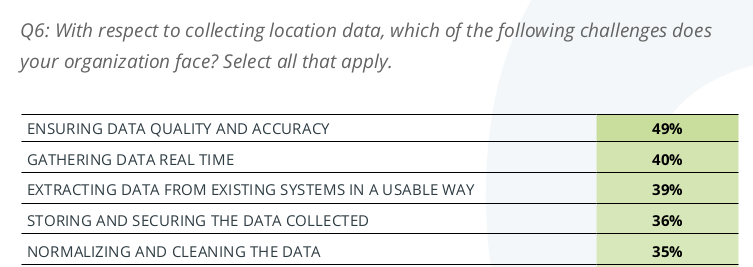 Q6: With respect to collecting location data, which of the following challenges does
your organization face? Select all that apply.
ENSURING DATA QUALITY AND ACCURACY 49%
GATHERING DATA REAL TIME 40%
EXTRACTING DATA FROM EXISTING SYSTEMS IN A USABLE WAY 39%
STORING AND SECURING THE DATA COLLECTED 36%
NORMALIZING AND CLEANING THE DATA 35%